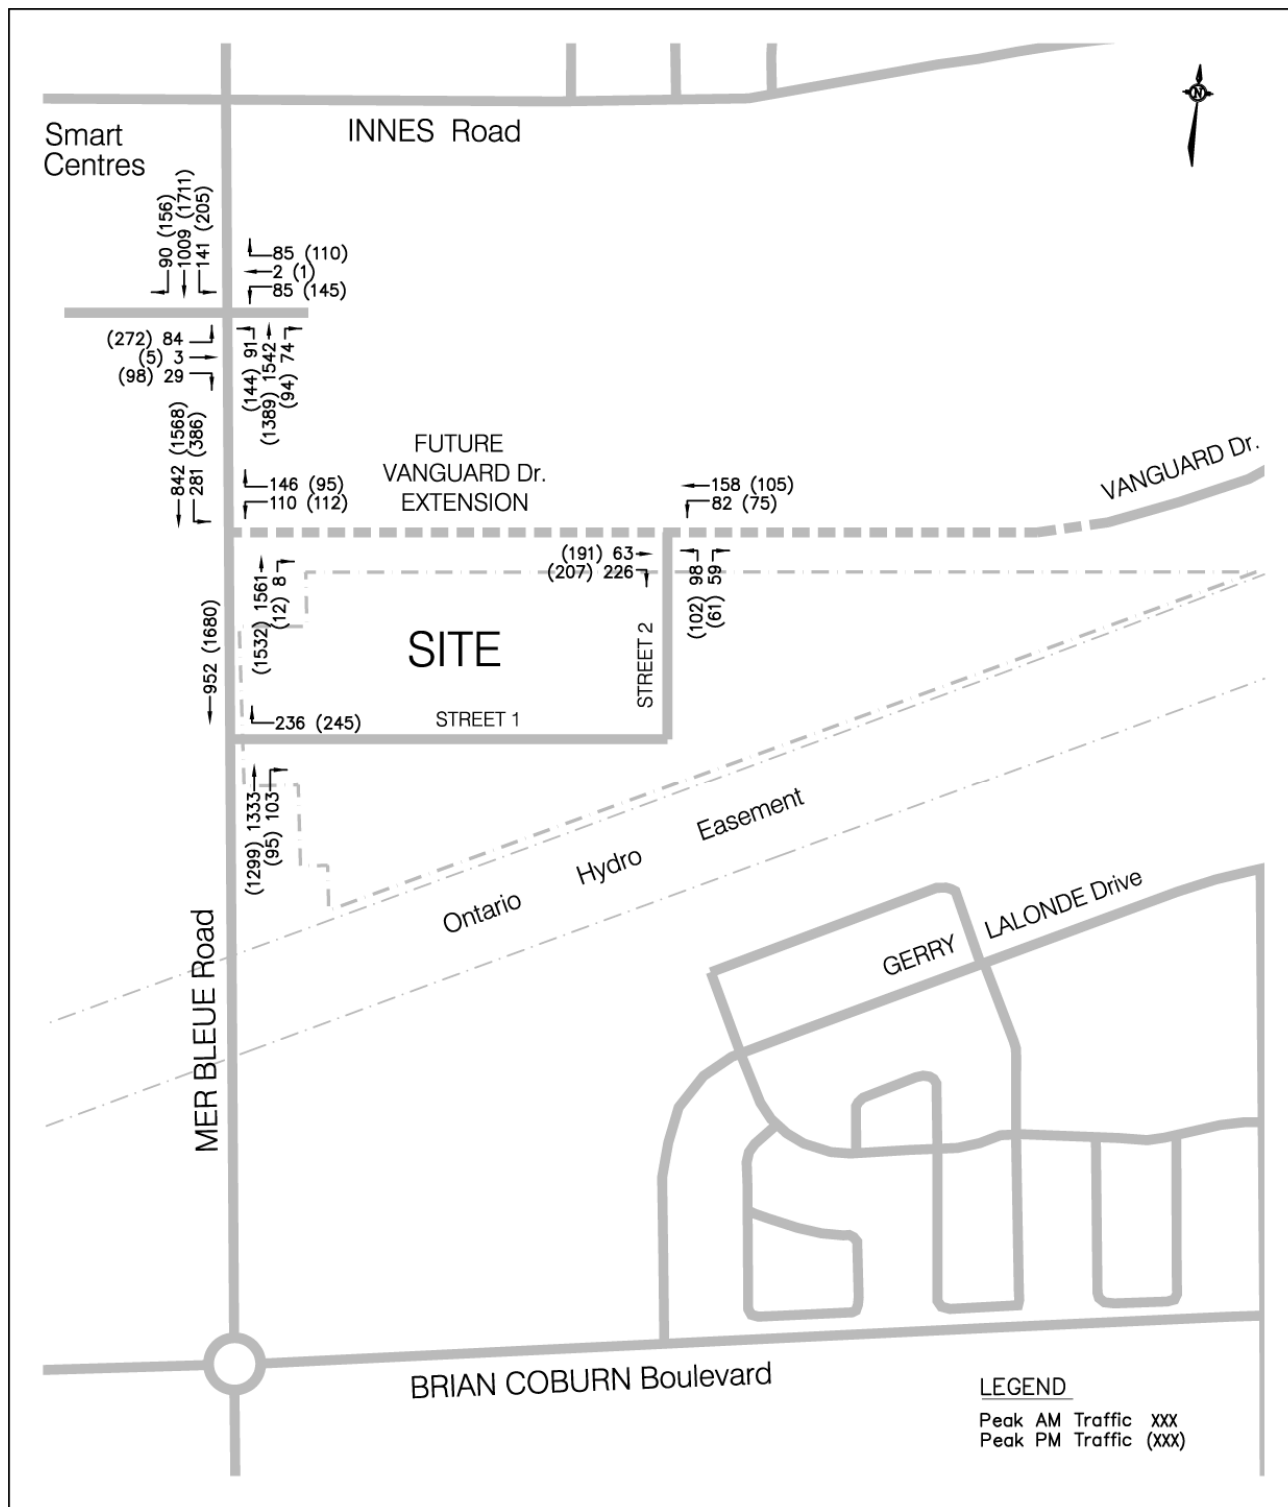 N
INNES Road
Smart
Centres
90 (156)
1009 (1711)
141 (205)
85 (110)
2 (1)
85 (145)
(272) 84
(5) 3
(98) 29
(144) 91
(1389) 1542
(94) 74
842 (1568)
281 (386)
FUTURE
VANGUARD Dr.
EXTENSION
VANGUARD Dr.
146 (95)
110 (112)
158 (105)
82 (75)
(191) 63
(207) 226
(102) 98
(61) 59
(1532) 1561
(12) 8
SITE
STREET 2
952 (1680)
236 (245)
STREET 1
(1299) 1333
(95) 103
Ontario Hydro Easement
MER BLEUE Road
GERRY LALONDE Drive
BRIAN COBURN Boulevard
LEGEND
Peak AM Traffic XXX
Peak PM Traffic (XXX)